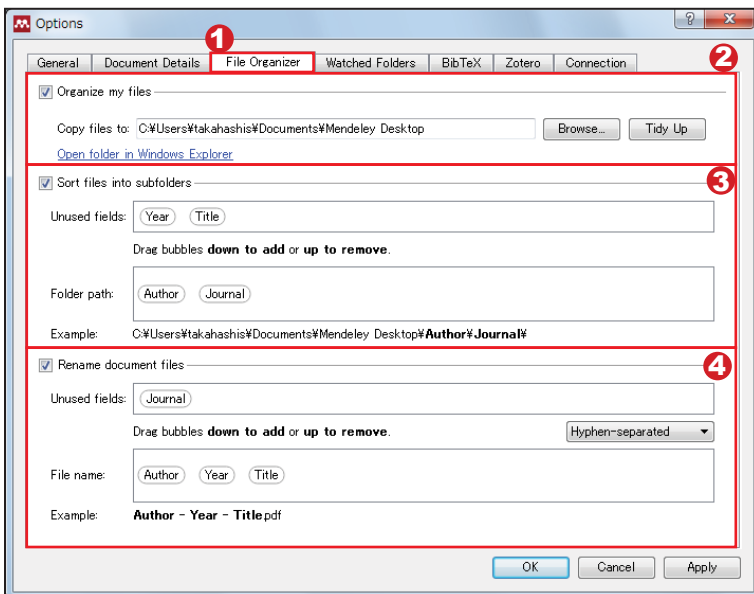 Options
1
General Document Details File Organizer Watched Folders BibTeX Zotero Connection
2
Organize my files
Copy files to: C:¥Users¥takahashis¥Documents¥Mendeley Desktop Browse... Tidy Up
Open folder in Windows Explorer
3
Sort files into subfolders
Unused fields: Year Title
Drag bubbles down to add or up to remove.
Folder path: Author Journal
Example: C:¥Users¥takahashis¥Documents¥Mendeley Desktop¥Author¥Journal¥
4
Rename document files
Unused fields: Journal
Drag bubbles down to add or up to remove. Hyphen-separated
File name: Author Year Title
Example: Author - Year - Title.pdf
OK Cancel Apply